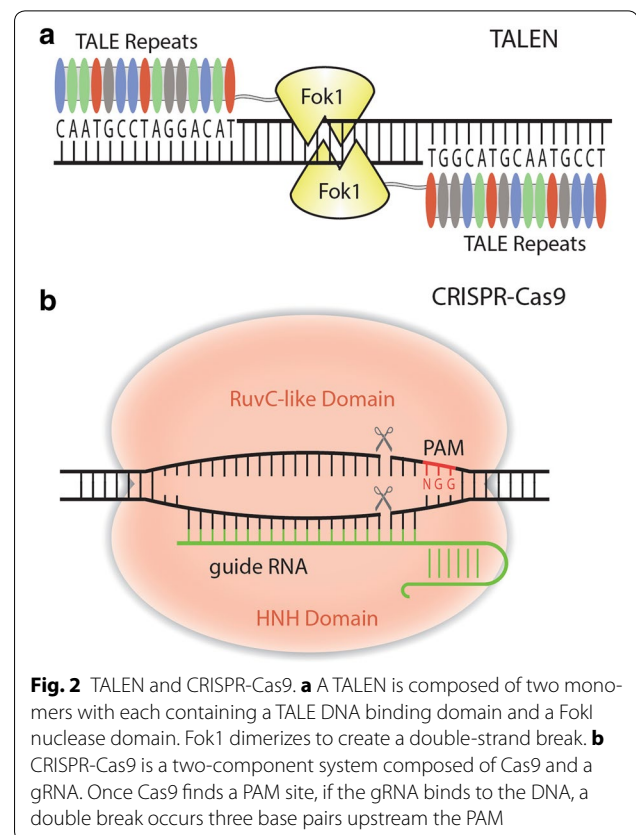 a
TALE Repeats
TALEN
Fok1
CAATGCCTAGGACAT
TGGCATGCAATGCCT
Fok1
TALE Repeats
b
CRISPR-Cas9
RuvC-like Domain
PAM
NGG
guide RNA
HNH Domain
Fig. 2 TALEN and CRISPR-Cas9. a A TALEN is composed of two mono-
mers with each containing a TALE DNA binding domain and a FokI
nuclease domain. Fok1 dimerizes to create a double-strand break. b
CRISPR-Cas9 is a two-component system composed of Cas9 and a
gRNA. Once Cas9 finds a PAM site, if the gRNA binds to the DNA, a
double break occurs three base pairs upstream the PAM